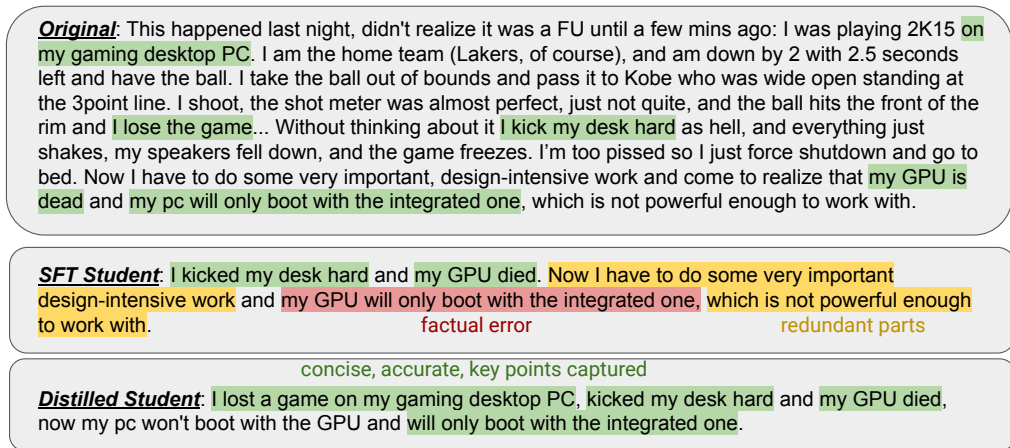 Original: This happened last night, didn't realize it was a FU until a few mins ago: I was playing 2K15 on
my gaming desktop PC. I am the home team (Lakers, of course), and am down by 2 with 2.5 seconds
left and have the ball. I take the ball out of bounds and pass it to Kobe who was wide open standing at
the 3point line. I shoot, the shot meter was almost perfect, just not quite, and the ball hits the front of the
rim and I lose the game... Without thinking about it I kick my desk hard as hell, and everything just
shakes, my speakers fell down, and the game freezes. I'm too pissed so I just force shutdown and go to
bed. Now I have to do some very important, design-intensive work and come to realize that my GPU is
dead and my pc will only boot with the integrated one, which is not powerful enough to work with.
SFT Student: I kicked my desk hard and my GPU died. Now I have to do some very important
design-intensive work and my GPU will only boot with the integrated one, which is not powerful enough
to work with.
factual error
redundant parts
concise, accurate, key points captured
Distilled Student: I lost a game on my gaming desktop PC, kicked my desk hard and my GPU died,
now my pc won't boot with the GPU and will only boot with the integrated one.